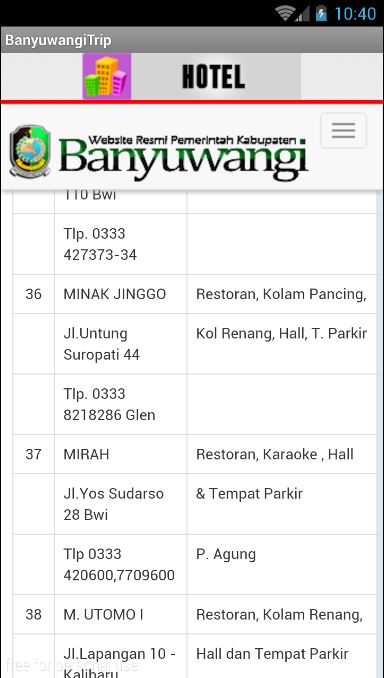 10:40
BanyuwangiTrip
HOTEL
Website Resmi Pemerintah Kabupaten
Banyuwangi
110 Bwi
Tlp. 0333
427373-34
36 MINAK JINGGO Restoran, Kolam Pancing,
Jl.Untung Kol Renang, Hall, T. Parkir
Suropati 44
Tlp. 0333
8218286 Glen
37 MIRAH Restoran, Karaoke , Hall
Jl.Yos Sudarso & Tempat Parkir
28 Bwi
Tlp 0333 P. Agung
420600,7709600
38 M. UTOMO I Restoran, Kolam Renang,
Jl.Lapangan 10 - Hall dan Tempat Parkir
Kalibaru
free for personal use